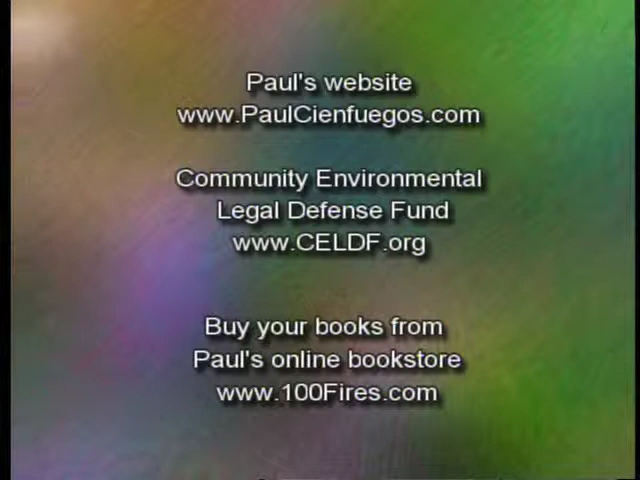 Paul's website
www.PaulCienfuegos.com
Community Environmental
Legal Defense Fund
www.CELDF.org
Buy your books from
Paul's online bookstore
www.100Fires.com